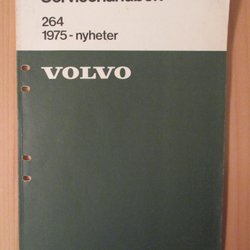 Servicehandbok
264
1975 - nyheter
VOLVO